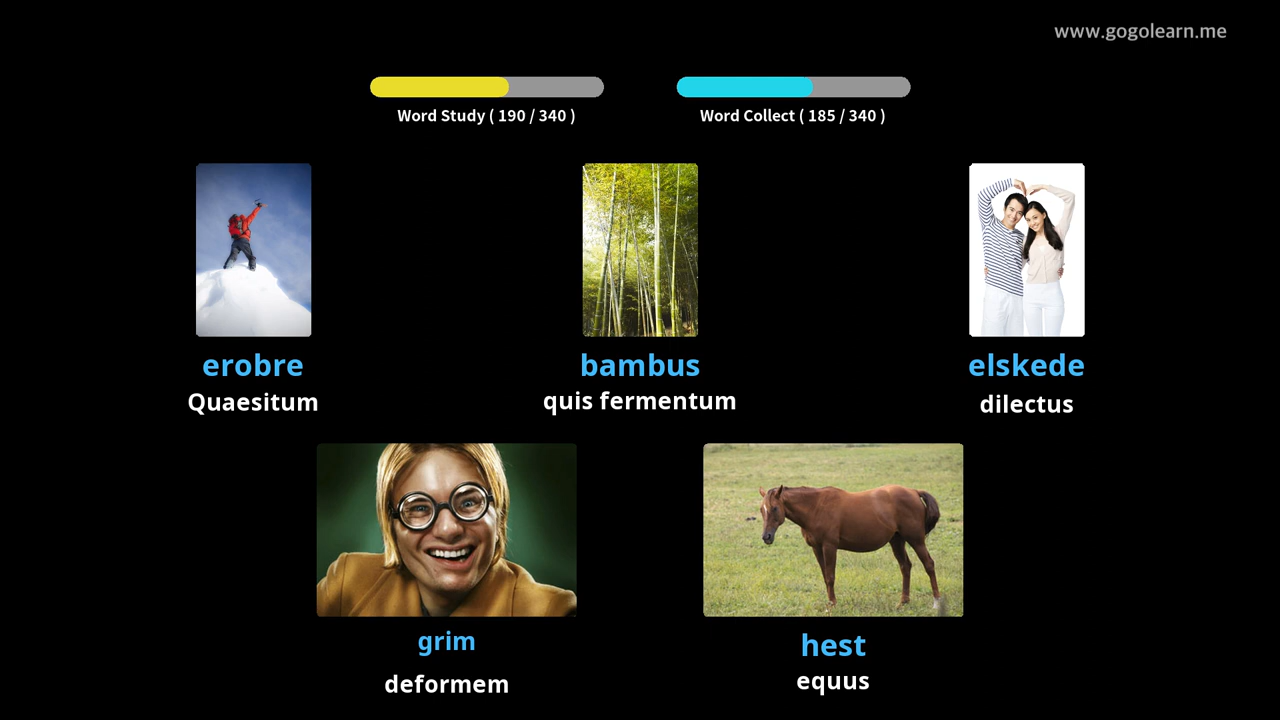 www.gogolearn.me
Word Study ( 190 / 340 )
Word Collect ( 185 / 340 )
erobre
Quaesitum
bambus
quis fermentum
elskede
dilectus
grim
deformem
hest
equus